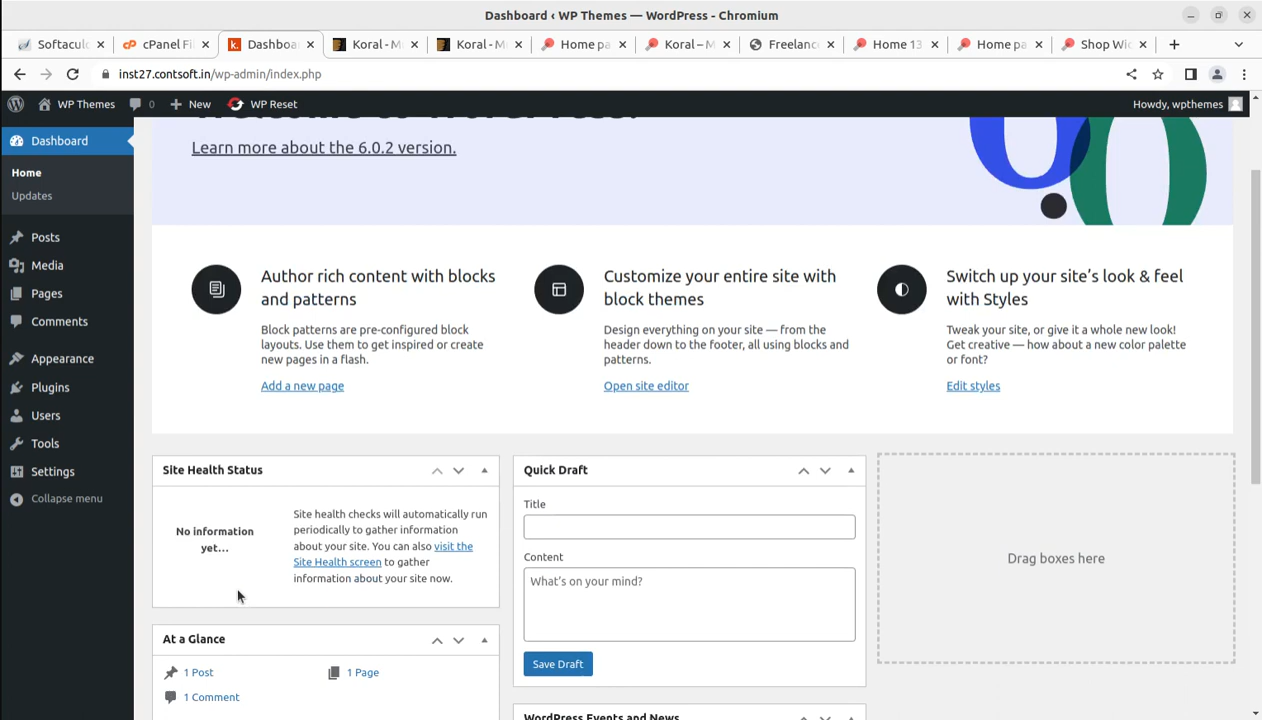 Dashboard ‹ WP Themes — WordPress - Chromium
Softacul
cPanel Fi
Dashboa
Koral - M
Koral - M
Home pa
Koral – M
Freelanc
Home 13
Home pa
Shop Wi
inst27.contsoft.in/wp-admin/index.php
WP Themes
0
New
WP Reset
Howdy, wpthemes
Dashboard
Home
Updates
Posts
Media
Pages
Comments
Appearance
Plugins
Users
Tools
Settings
Collapse menu
Welcome to WordPress!
Learn more about the 6.0.2 version.
Author rich content with blocks
and patterns
Block patterns are pre-configured block
layouts. Use them to get inspired or create
new pages in a flash.
Add a new page
Customize your entire site with
block themes
Design everything on your site — from the
header down to the footer, all using blocks and
patterns.
Open site editor
Switch up your site’s look & feel
with Styles
Tweak your site, or give it a whole new look!
Get creative — how about a new color palette
or font?
Edit styles
Site Health Status
No information
yet...
Site health checks will automatically run
periodically to gather information
about your site. You can also visit the
Site Health screen to gather
information about your site now.
At a Glance
1 Post
1 Page
1 Comment
Quick Draft
Title
Content
What’s on your mind?
Save Draft
WordPress Events and News
Drag boxes here